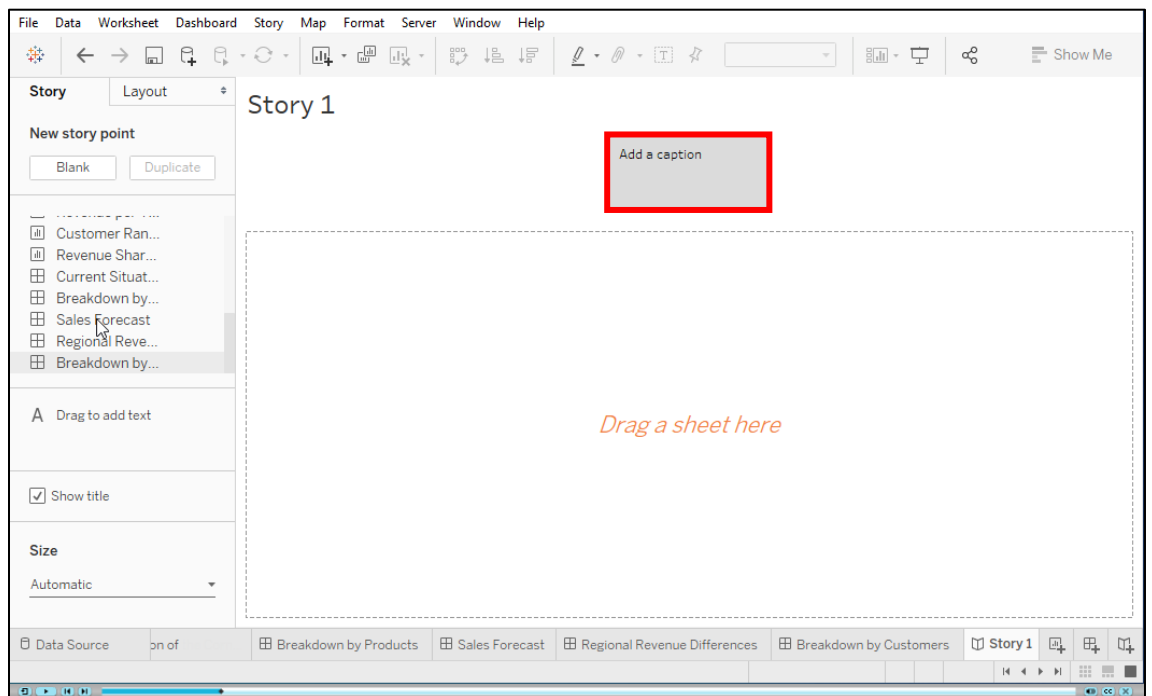 File Data Worksheet Dashboard Story Map Format Server Window Help
Show Me
Story Layout
Story 1
New story point
Blank Duplicate
Add a caption
Customer Ran...
Revenue Shar...
Current Situat...
Breakdown by...
Sales Forecast
Regional Reve...
Breakdown by...
A Drag to add text
Drag a sheet here
Show title
Size
Automatic
Data Source on of Breakdown by Products Sales Forecast Regional Revenue Differences Breakdown by Customers Story 1
CC